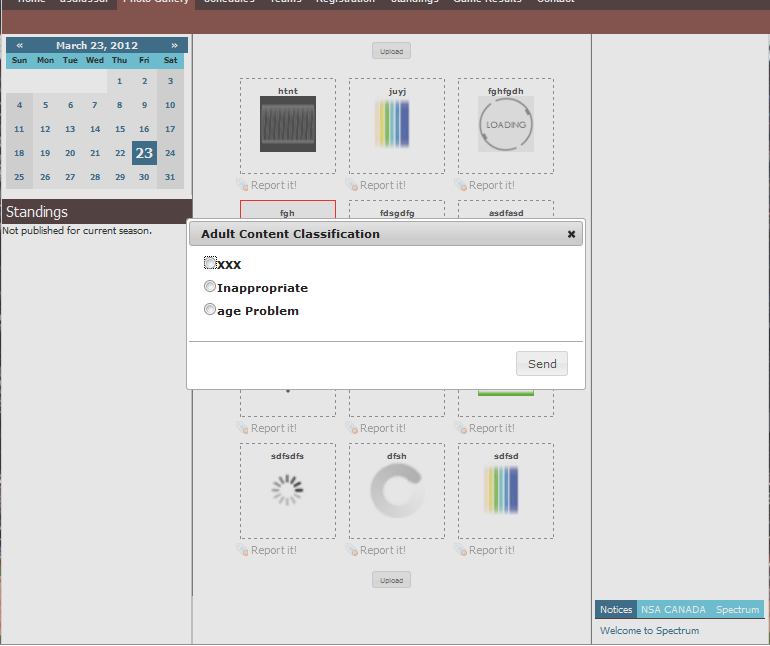 Home
Photo Gallery Schedules Teams Registration Standings Game Results Contact
« March 23, 2012 »
Sun Mon Tue Wed Thu Fri Sat
1 2 3
4 5 6 7 8 9 10
11 12 13 14 15 16 17
18 19 20 21 22 23 24
25 26 27 28 29 30 31
Standings
Not published for current season.
Upload
htnt juyj fghfgdh
LOADING
Report it! Report it! Report it!
fgh fdsgdfg asdfasd
Adult Content Classification
xxx
Inappropriate
age Problem
Send
Report it! Report it! Report it!
sdfsdfs dfsh sdfsd
Report it! Report it! Report it!
Upload
Notices NSA CANADA Spectrum
Welcome to Spectrum